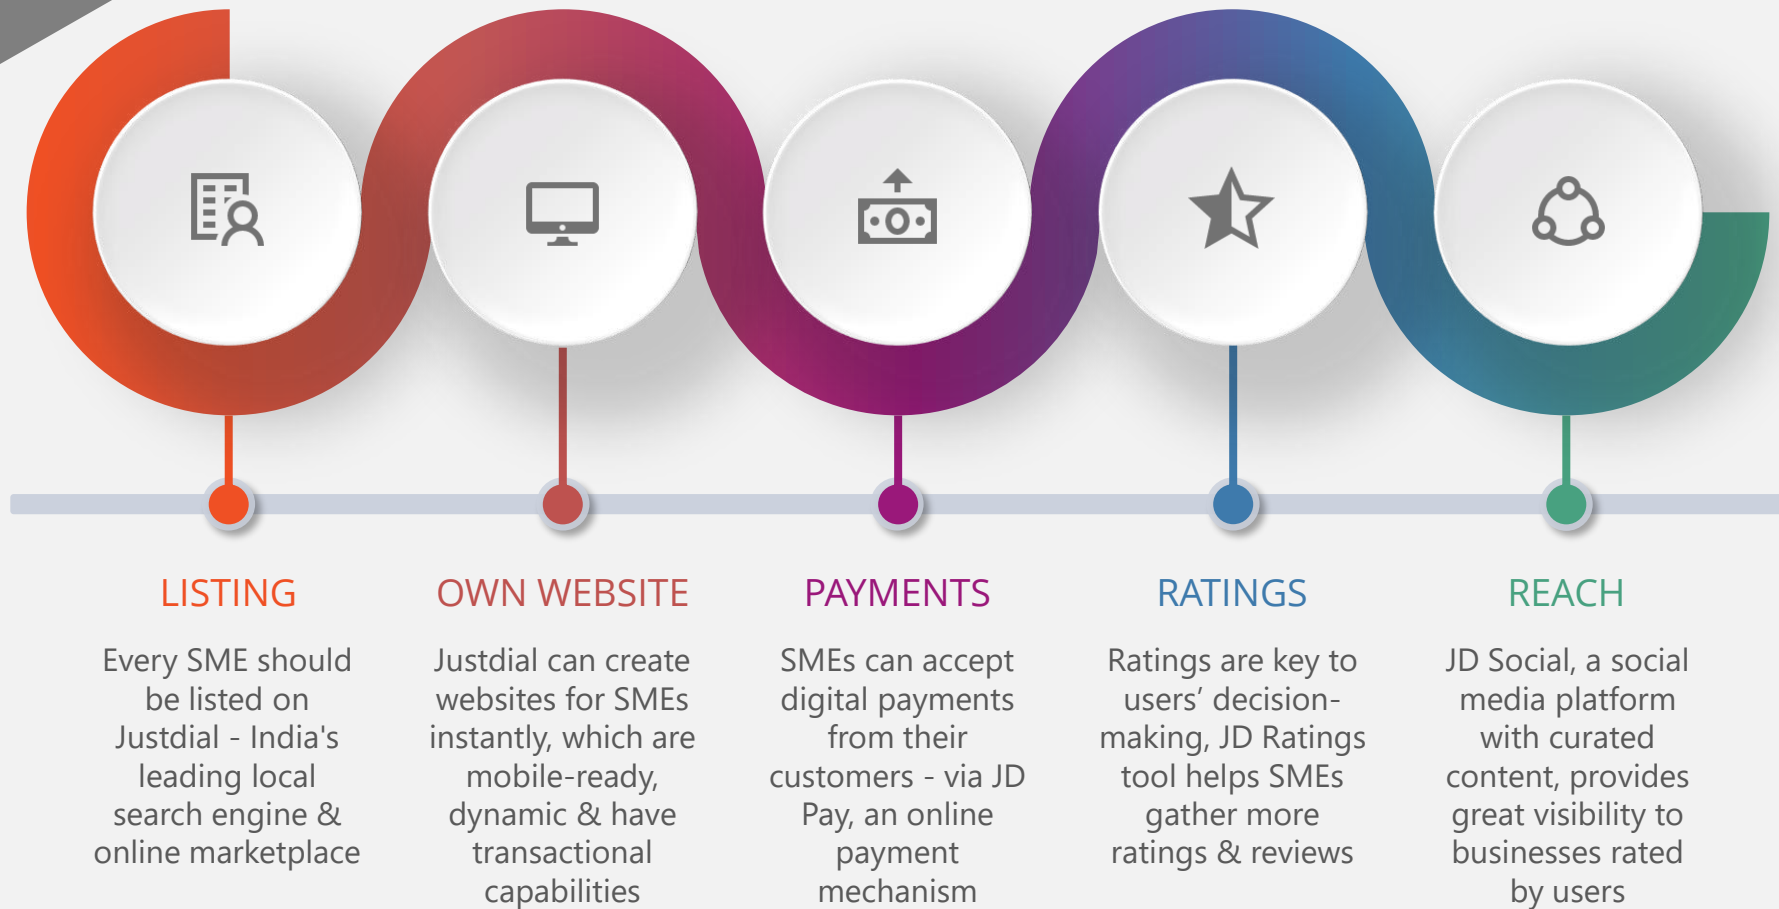 LISTING
Every SME should
be listed on
Justdial - India's
leading local
search engine &
online marketplace
OWN WEBSITE
Justdial can create
websites for SMEs
instantly, which are
mobile-ready,
dynamic & have
transactional
capabilities
PAYMENTS
SMEs can accept
digital payments
from their
customers - via JD
Pay, an online
payment
mechanism
RATINGS
Ratings are key to
users’ decision-
making, JD Ratings
tool helps SMEs
gather more
ratings & reviews
REACH
JD Social, a social
media platform
with curated
content, provides
great visibility to
businesses rated
by users